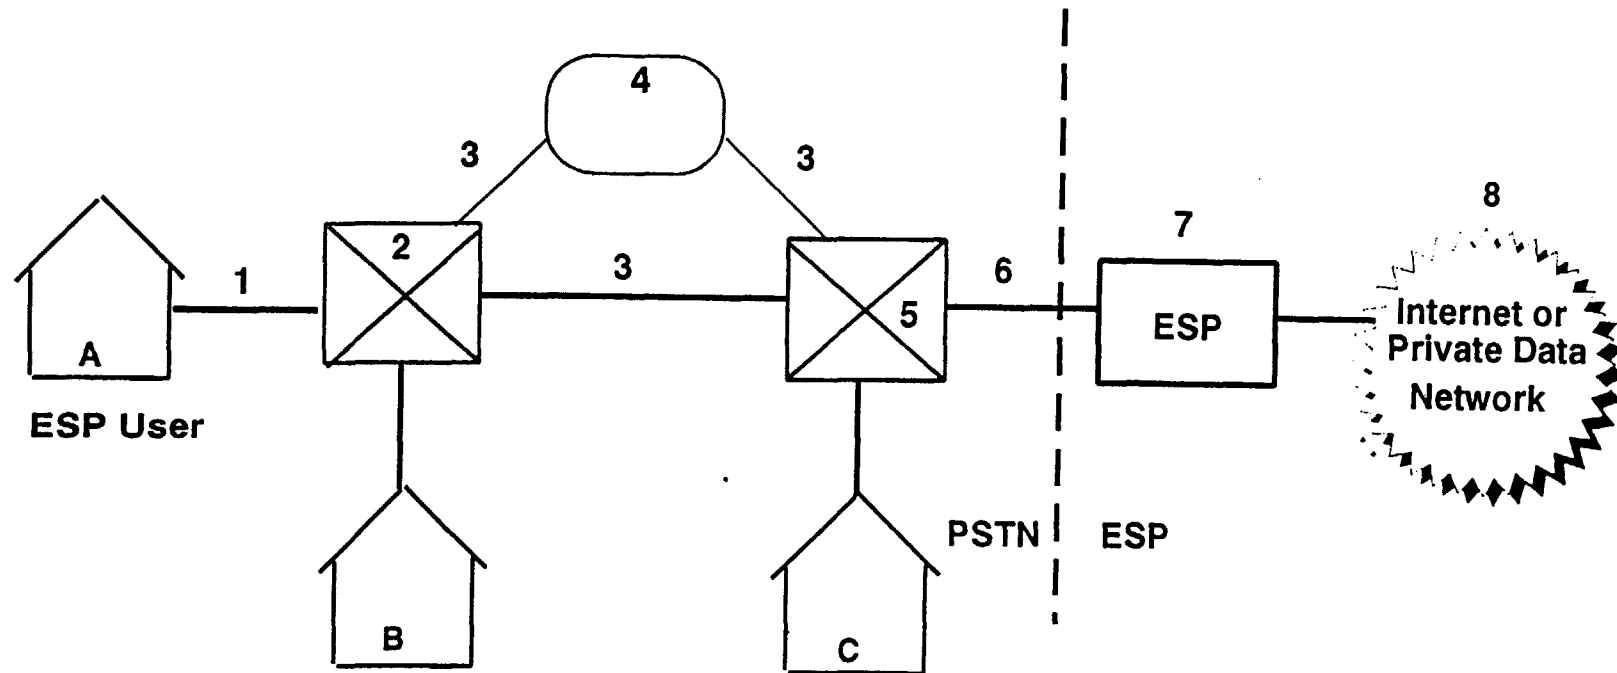 4
3
3
8
7
2
1
3
6
5
ESP
Internet or
Private Data
Network
A
ESP User
PSTN
ESP
B
C